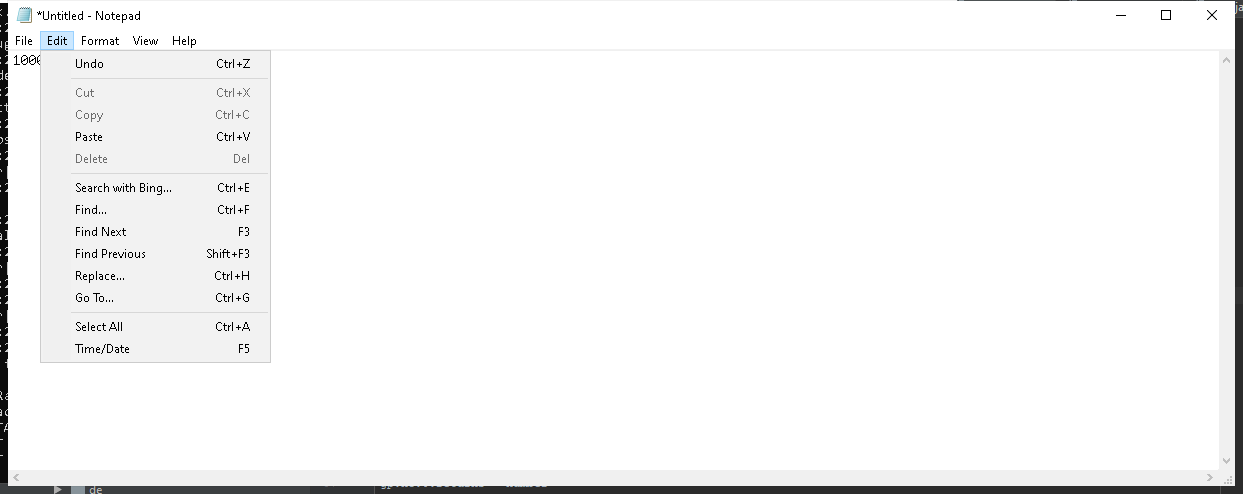 *Untitled - Notepad
File Edit Format View Help
1000
Undo Ctrl+Z
Cut Ctrl+X
Copy Ctrl+C
Paste Ctrl+V
Delete Del
Search with Bing... Ctrl+E
Find... Ctrl+F
Find Next F3
Find Previous Shift+F3
Replace... Ctrl+H
Go To... Ctrl+G
Select All Ctrl+A
Time/Date F5
de